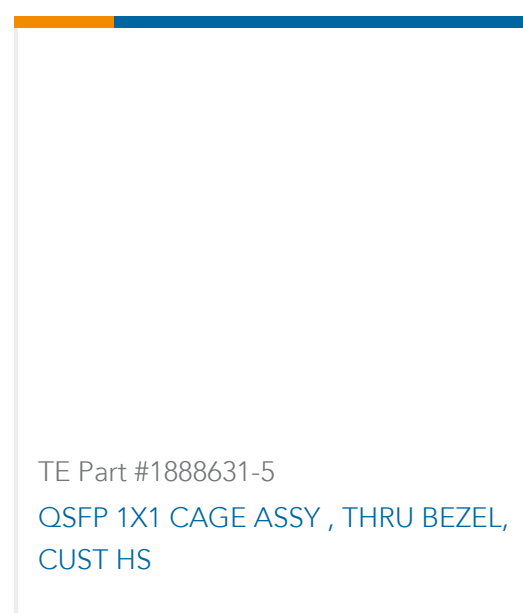 TE Part #1888631-5
QSFP 1X1 CAGE ASSY , THRU BEZEL,
CUST HS